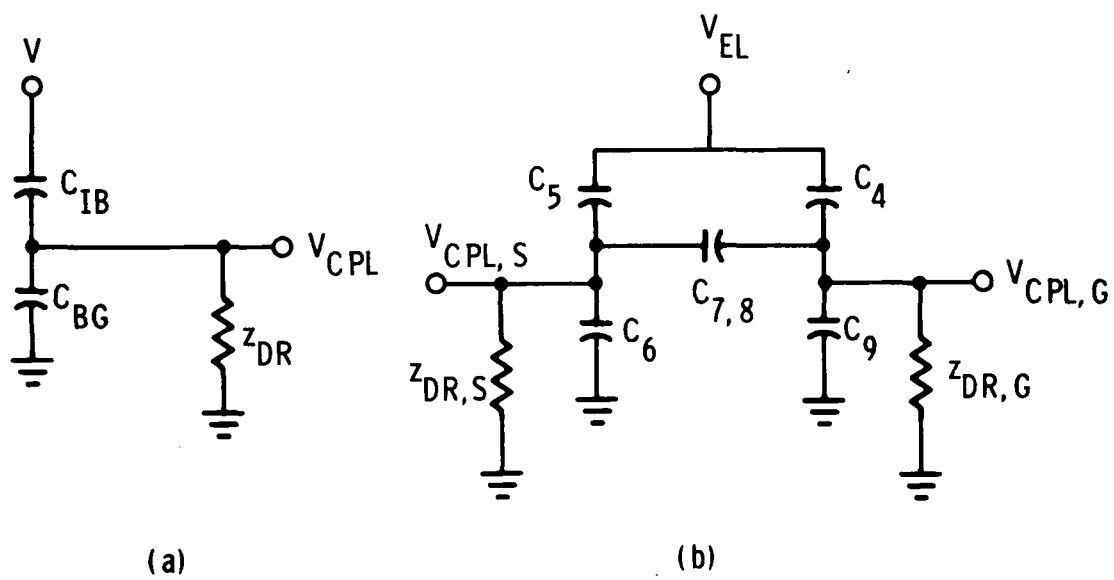 V
C_IB
C_BG
V_CPL
z_DR
(a)
V_EL
C_5
C_4
V_CPL, S
C_7, 8
V_CPL, G
C_6
C_9
z_DR, S
z_DR, G
(b)